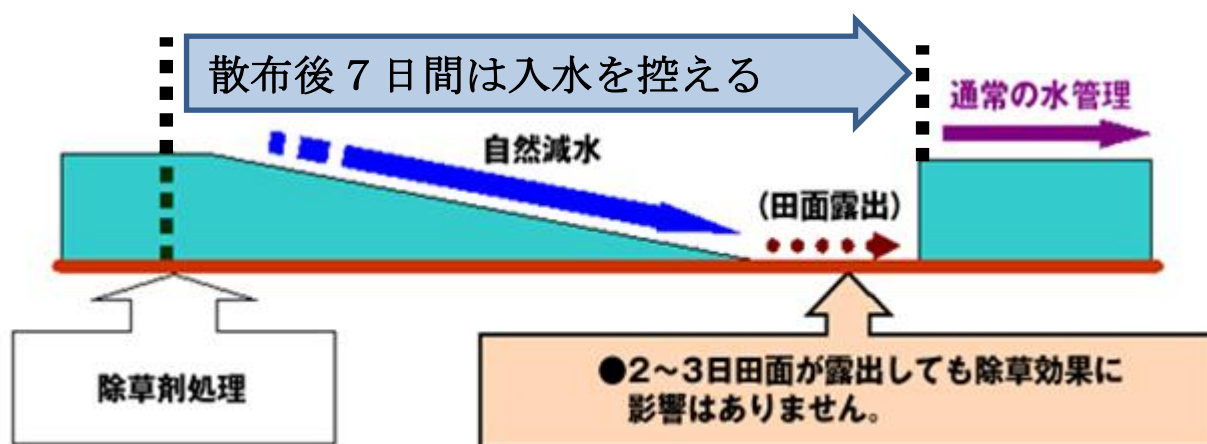 散布後７日間は入水を控える
通常の水管理
自然減水
（田面露出）
除草剤処理
●2〜3日田面が露出しても除草効果に
影響はありません。